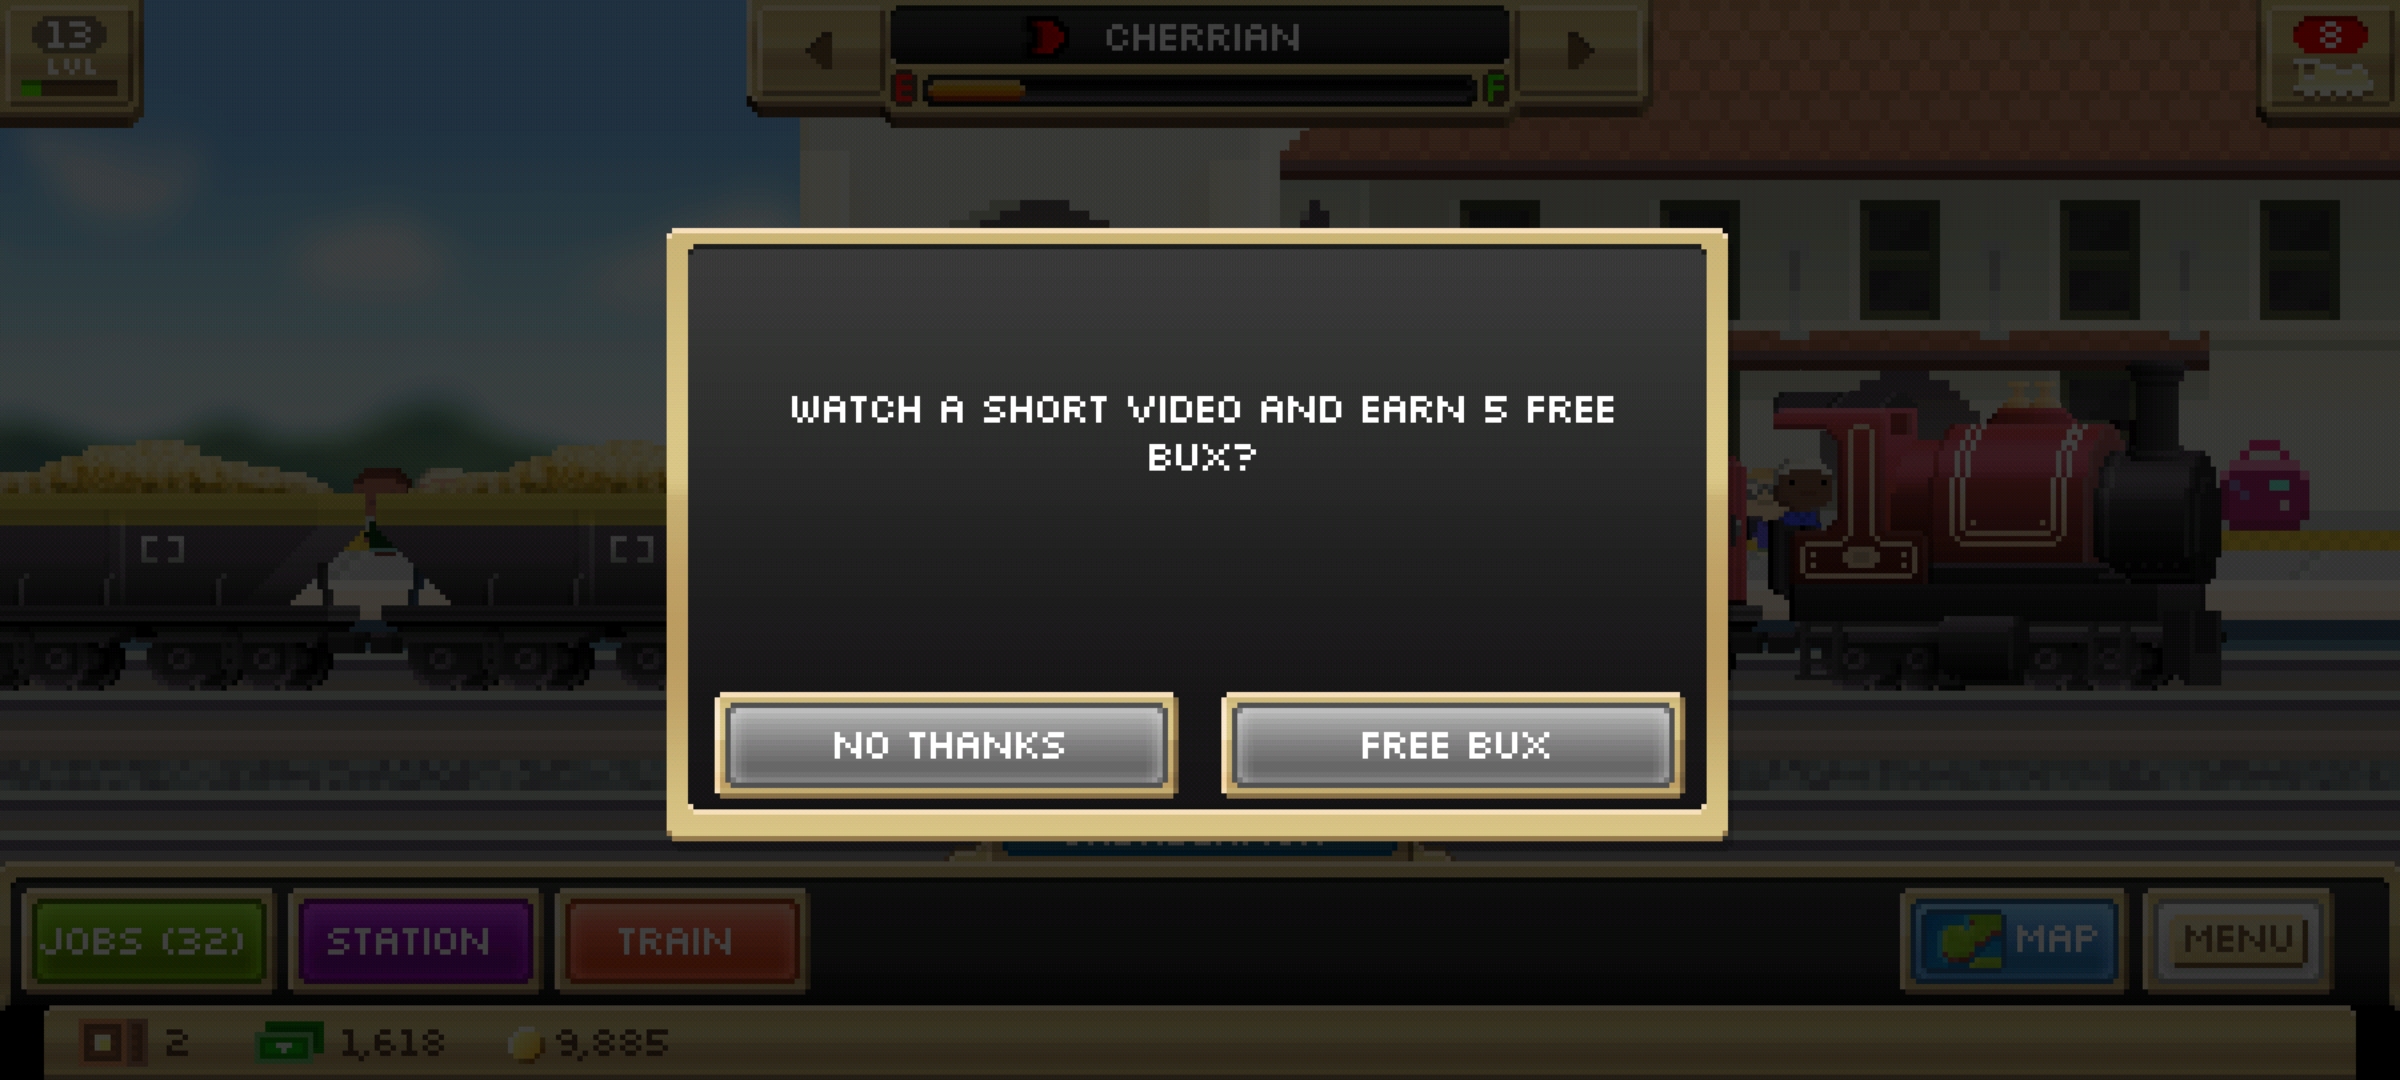 13
LVL
CHERRIAN
E F
8
WATCH A SHORT VIDEO AND EARN 5 FREE
BUX?
NO THANKS
FREE BUX
JOBS (32)
STATION
TRAIN
MAP
MENU
2
1,618
9,885